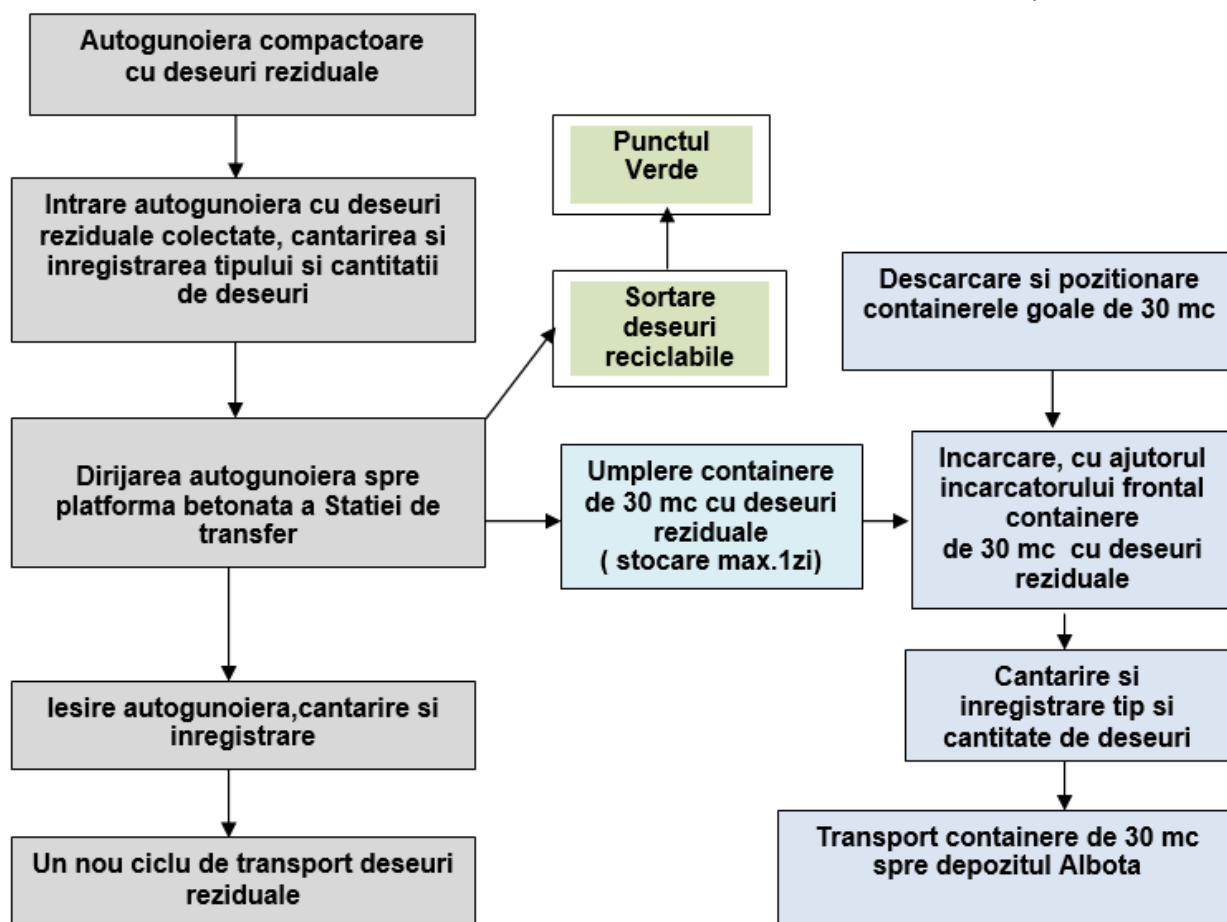 Autogunoiera compactoare
cu deseuri reziduale
Intrare autogunoiera cu deseuri
reziduale colectate, cantarirea si
inregistrarea tipului si cantitatii
de deseuri
Dirijarea autogunoiera spre
platforma betonata a Statiei de
transfer
Iesire autogunoiera,cantarire si
inregistrare
Un nou ciclu de transport deseuri
reziduale
Punctul
Verde
Sortare
deseuri
reciclabile
Umplere containere
de 30 mc cu deseuri
reziduale
( stocare max.1zi)
Descarcare si pozitionare
containerele goale de 30 mc
Incarcare, cu ajutorul
incarcatorului frontal
containere
de 30 mc cu deseuri
reziduale
Cantarire si
inregistrare tip si
cantitate de deseuri
Transport containere de 30 mc
spre depozitul Albota